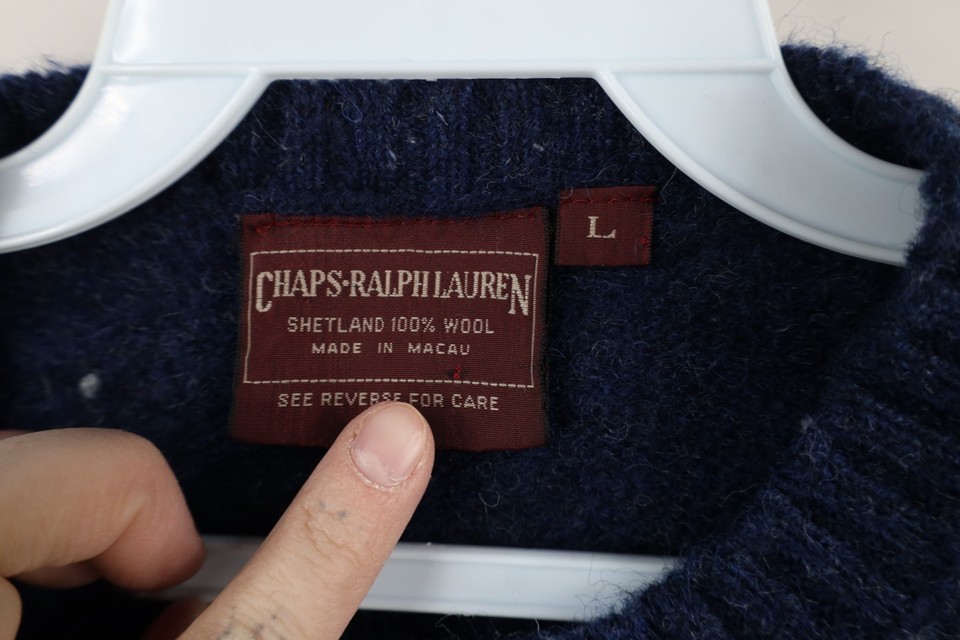 CHAPS·RALPH LAUREN
SHETLAND 100% WOOL
MADE IN MACAU
SEE REVERSE FOR CARE
L